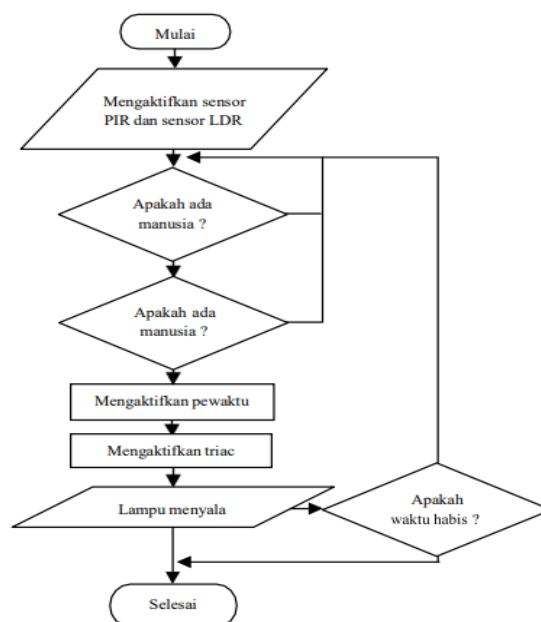 Mulai
Mengaktifkan sensor
PIR dan sensor LDR
Apakah ada
manusia ?
Apakah ada
manusia ?
Mengaktifkan pewaktu
Mengaktifkan triac
Lampu menyala
Apakah
waktu habis ?
Selesai